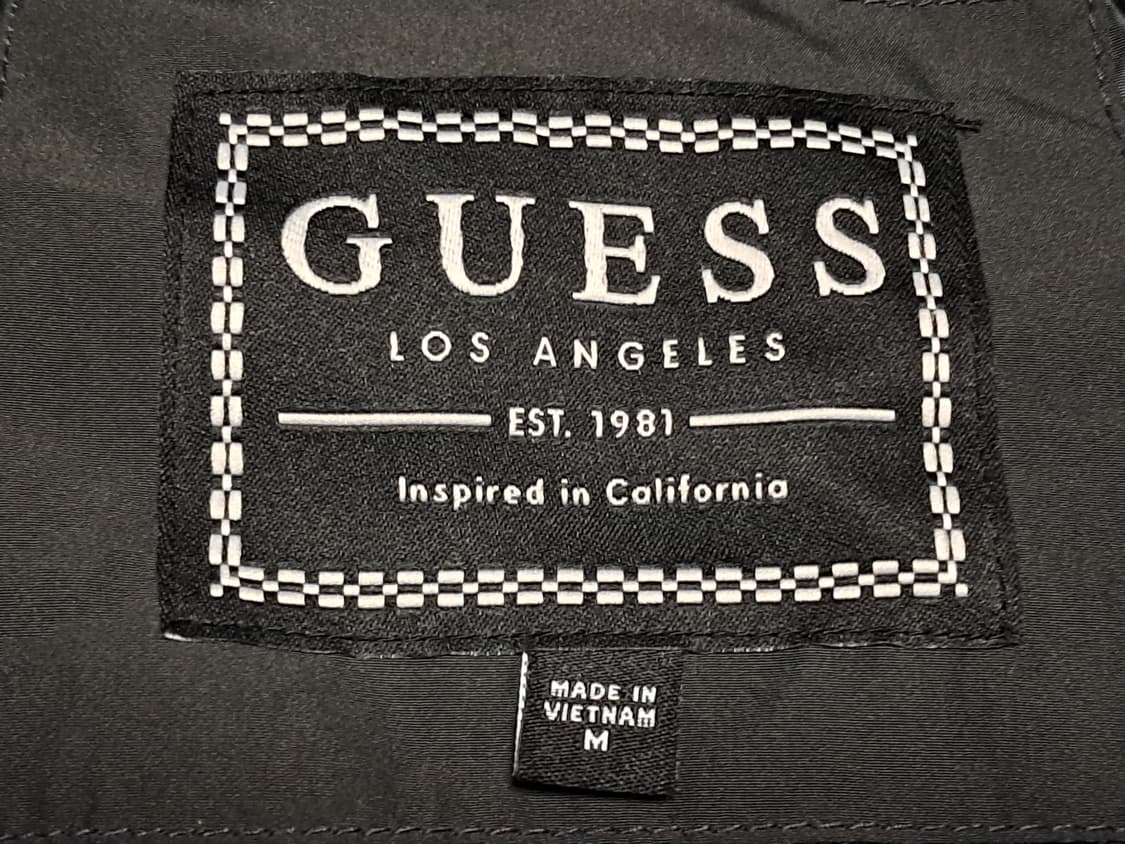 GUESS
LOS ANGELES
EST. 1981
Inspired in California
MADE IN
VIETNAM
M